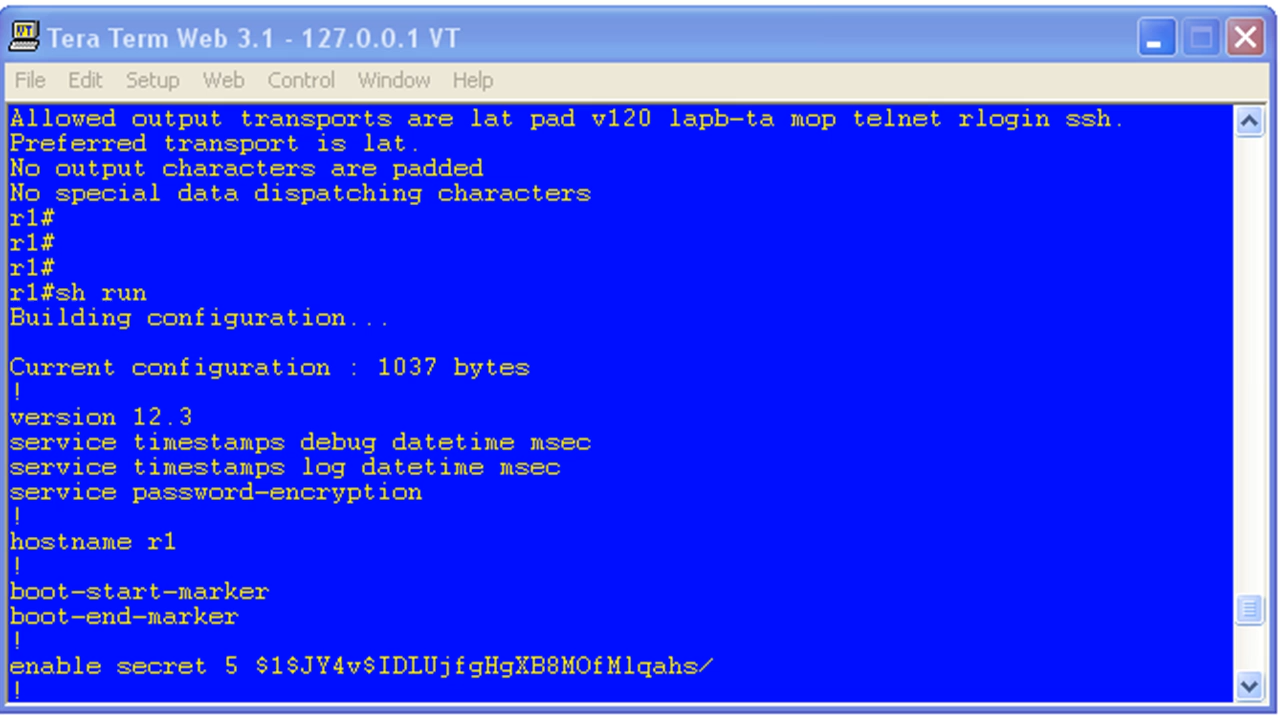 Tera Term Web 3.1 - 127.0.0.1 VT
File Edit Setup Web Control Window Help
Allowed output transports are lat pad v120 lapb-ta mop telnet rlogin ssh.
Preferred transport is lat.
No output characters are padded
No special data dispatching characters
r1#
r1#
r1#
r1#sh run
Building configuration...
Current configuration : 1037 bytes
!
version 12.3
service timestamps debug datetime msec
service timestamps log datetime msec
service password-encryption
!
hostname r1
!
boot-start-marker
boot-end-marker
!
enable secret 5 $1$JY4v$IDLUjfgHgXB8MOfMlqahs/
!